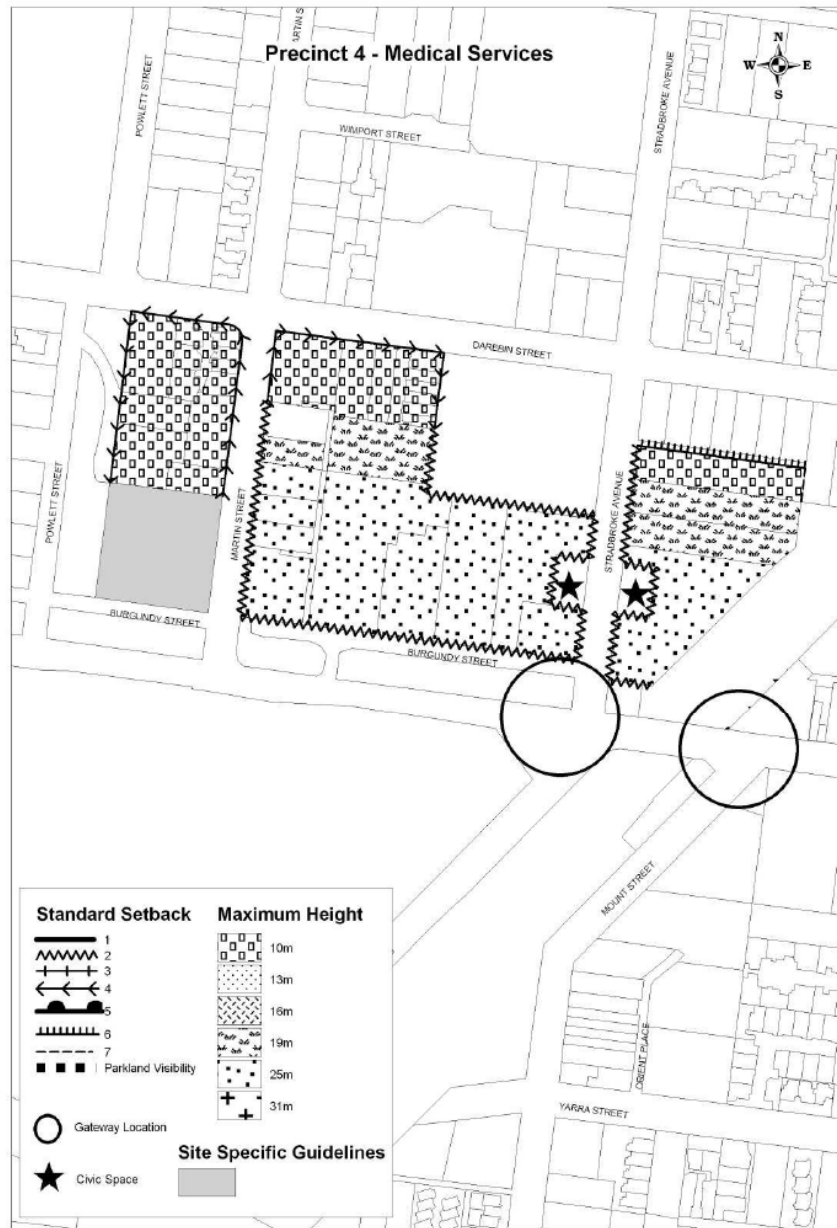 MARTIN S
Precinct 4 - Medical Services
N
W E
S
POWLETT STREET
STRADBROKE AVENUE
WIMPORT STREET
DAREBIN STREET
POWLETT STREET
MARTIN STREET
STRADBROKE AVENUE
BURGUNDY STREET
BURGUNDY STREET
MOUNT STREET
ORIENT PLACE
YARRA STREET
Standard Setback
1
2
3
4
5
6
7
Parkland Visibility
Gateway Location
Civic Space
Maximum Height
10m
13m
16m
19m
25m
31m
Site Specific Guidelines